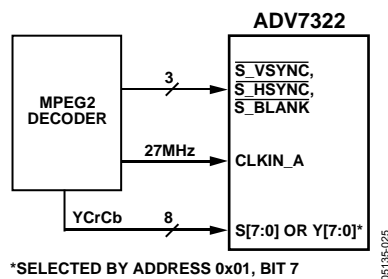 ADV7322
3
S_VSYNC,
S_HSYNC,
S_BLANK
MPEG2
DECODER
27MHz
CLKIN_A
YCrCb
8
S[7:0] OR Y[7:0]*
*SELECTED BY ADDRESS 0x01, BIT 7
05135-025